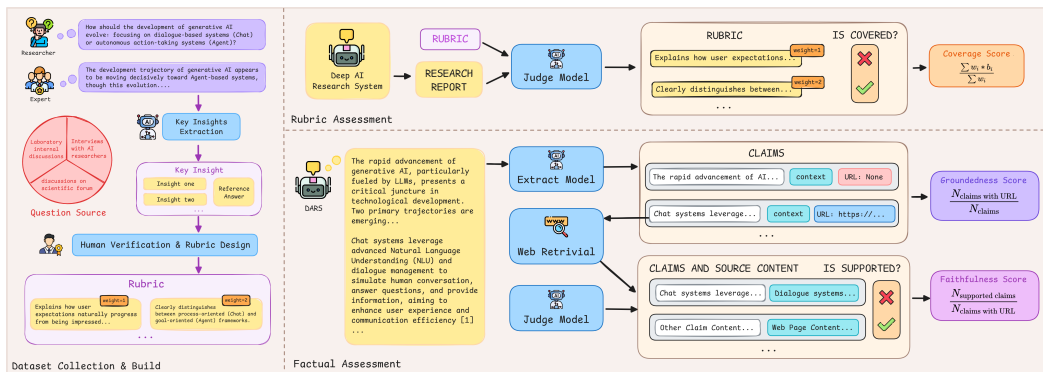 How should the development of generative AI
evolve: focusing on dialogue-based systems (Chat)
or autonomous action-taking systems (Agent)?
Researcher
The development trajectory of generative AI appears
to be moving decisively toward Agent-based systems,
though this evolution....
Expert
Key Insights
Extraction
Laboratory
internal
discussions
Interviews
with AI
researchers
discussions on
scientific forum
Question Source
Key Insight
Insight one
Insight two
...
Reference
Answer
Human Verification & Rubric Design
Rubric
weight=1
Explains how user
expectations naturally progress
from being impressed...
weight=2
Clearly distinguishes
between process-oriented (Chat) and
goal-oriented (Agent) frameworks.
...
Dataset Collection & Build
Deep AI
Research System
RUBRIC
RESEARCH
REPORT
AI
Judge Model
RUBRIC
IS COVERED?
weight=1
Explains how user expectations...
weight=2
Clearly distinguishes between...
...
Coverage Score
∑ wᵢ * bᵢ
∑ wᵢ
Rubric Assessment
DARS
The rapid advancement of
generative AI, particularly
fueled by LLMs, presents a
critical juncture in
technological development.
Two primary trajectories are
emerging...
Chat systems leverage
advanced Natural Language
Understanding (NLU) and
dialogue management to
simulate human conversation,
answer questions, and provide
information, aiming to
enhance user experience and
communication efficiency [1]
...
AI
Extract Model
WWW
Web Retrivial
AI
Judge Model
CLAIMS
The rapid advancement of AI...
context
URL: None
Chat systems leverage...
context
URL: https://...
...
Groundedness Score
N claims with URL
N claims
CLAIMS AND SOURCE CONTENT
IS SUPPORTED?
Chat systems leverage...
Dialogue systems...
Other Claim Content...
Web Page Content...
...
Faithfulness Score
N supported claims
N claims with URL
Factual Assessment